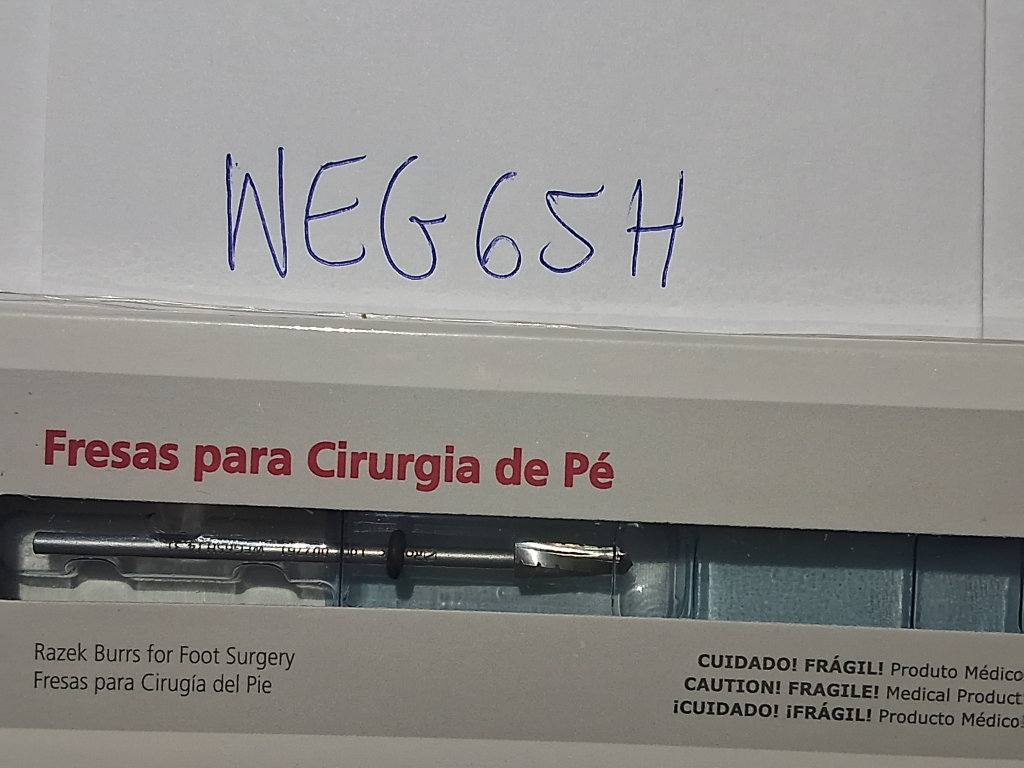 WEG65H
Fresas para Cirurgia de Pé
Razek Burrs for Foot Surgery
Fresas para Cirugía del Pie
CUIDADO! FRÁGIL! Produto Médico
CAUTION! FRAGILE! Medical Product
¡CUIDADO! ¡FRÁGIL! Producto Médico